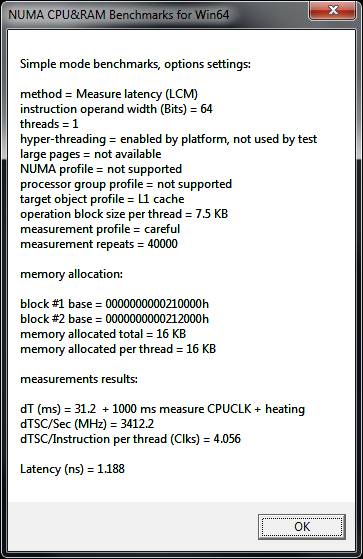 NUMA CPU&RAM Benchmarks for Win64
Simple mode benchmarks, options settings:
method = Measure latency (LCM)
instruction operand width (Bits) = 64
threads = 1
hyper-threading = enabled by platform, not used by test
large pages = not available
NUMA profile = not supported
processor group profile = not supported
target object profile = L1 cache
operation block size per thread = 7.5 KB
measurement profile = careful
measurement repeats = 40000
memory allocation:
block #1 base = 0000000000210000h
block #2 base = 0000000000212000h
memory allocated total = 16 KB
memory allocated per thread = 16 KB
measurements results:
dT (ms) = 31.2  + 1000 ms measure CPUCLK + heating
dTSC/Sec (MHz) = 3412.2
dTSC/Instruction per thread (Clks) = 4.056
Latency (ns) = 1.188
OK